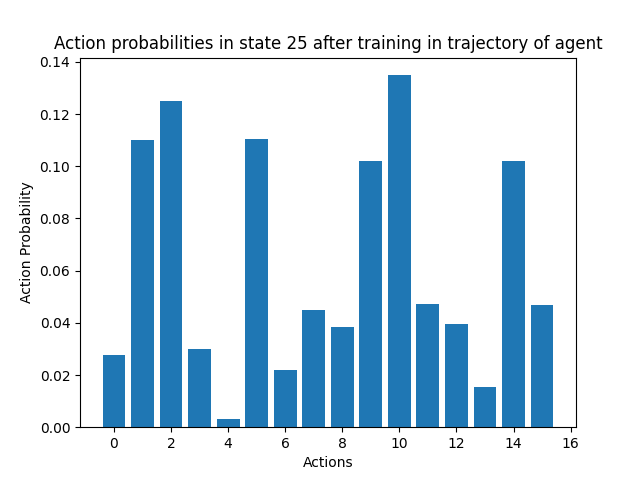 Action probabilities in state 25 after training in trajectory of agent
0.14
0.12
0.10
0.08
0.06
0.04
0.02
0.00
Action Probability
0 2 4 6 8 10 12 14 16
Actions